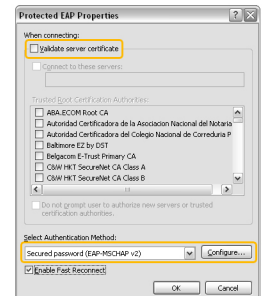 Protected EAP Properties
When connecting:
Validate server certificate
Connect to these servers:
Trusted Root Certification Authorities:
ABA.ECOM Root CA
Autoridad Certificadora de la Asociacion Nacional del Notaria
Autoridad Certificadora del Colegio Nacional de Correduria P
Baltimore EZ by DST
Belgacom E-Trust Primary CA
C&W HKT SecureNet CA Class A
C&W HKT SecureNet CA Class B
Do not prompt user to authorize new servers or trusted
certification authorities.
Select Authentication Method:
Secured password (EAP-MSCHAP v2)
Configure...
Enable Fast Reconnect
OK
Cancel